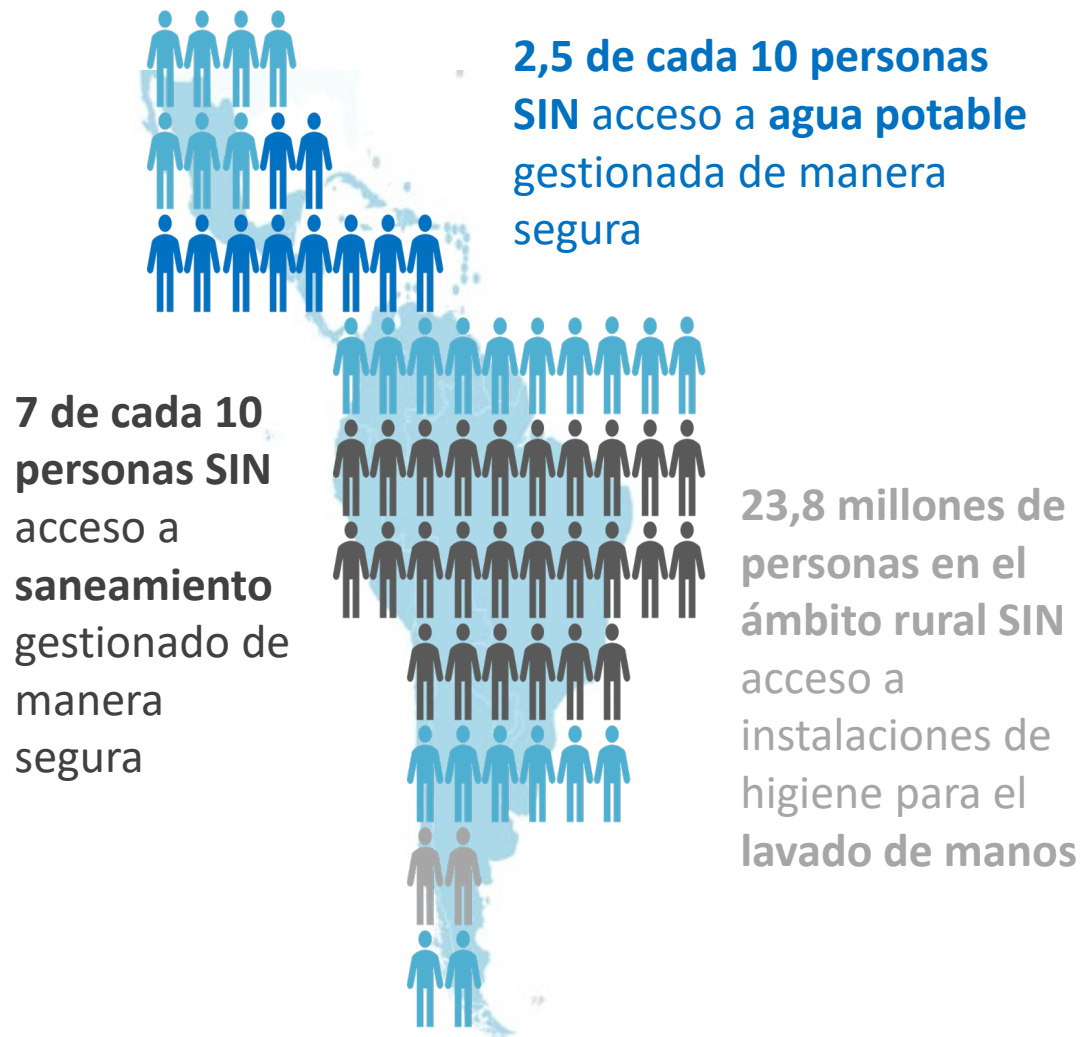 2,5 de cada 10 personas
SIN acceso a agua potable
gestionada de manera
segura
7 de cada 10
personas SIN
acceso a
saneamiento
gestionado de
manera
segura
23,8 millones de
personas en el
ámbito rural SIN
acceso a
instalaciones de
higiene para el
lavado de manos